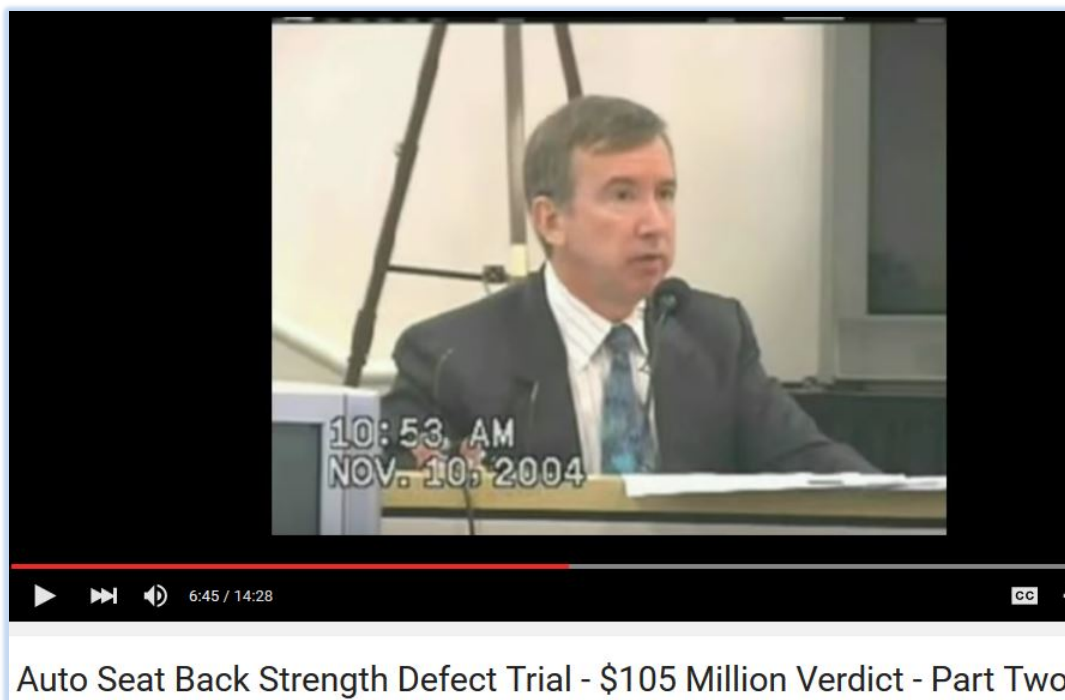 10:53 AM
NOV. 10, 2004
6:45 / 14:28
CC
Auto Seat Back Strength Defect Trial - $105 Million Verdict - Part Two